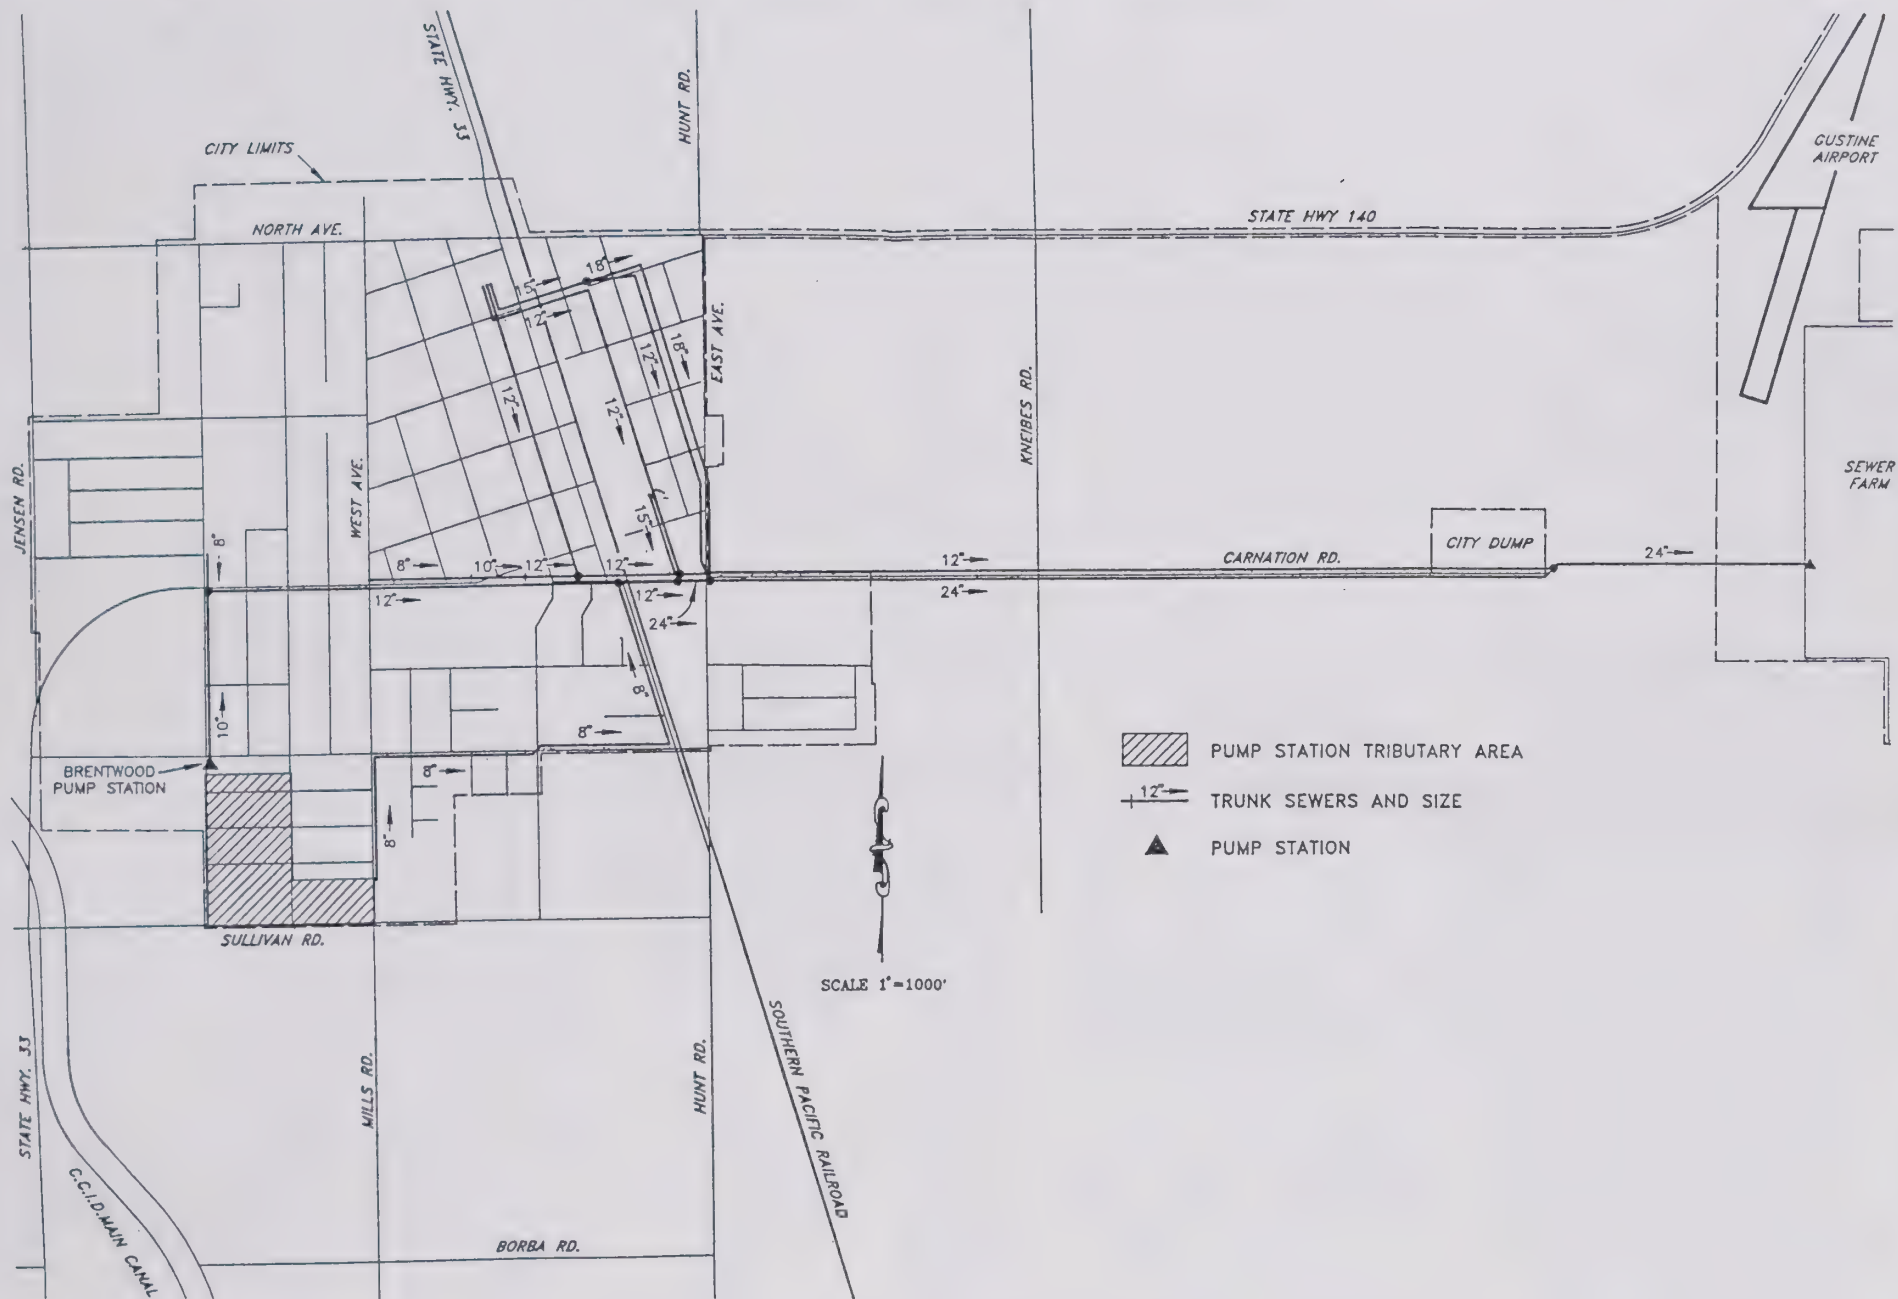 STATE HWY. 33
HUNT RD.
CITY LIMITS
GUSTINE
AIRPORT
NORTH AVE.
STATE HWY 140
18"
15"
12"
EAST AVE.
12"
18"
12"
12"
KNEIBES RD.
JENSEN RD.
WEST AVE.
SEWER
FARM
15"
8"
CITY DUMP
8"
10"
12"
12"
12"
CARNATION RD.
24"
12"
12"
24"
24"
8"
10"
8"
BRENTWOOD
PUMP STATION
8"
8"
PUMP STATION TRIBUTARY AREA
12"
TRUNK SEWERS AND SIZE
PUMP STATION
SULLIVAN RD.
SCALE 1"=1000'
STATE HWY. 33
MILLS RD.
HUNT RD.
SOUTHERN PACIFIC RAILROAD
C.C.I.D. MAIN CANAL
BORBA RD.